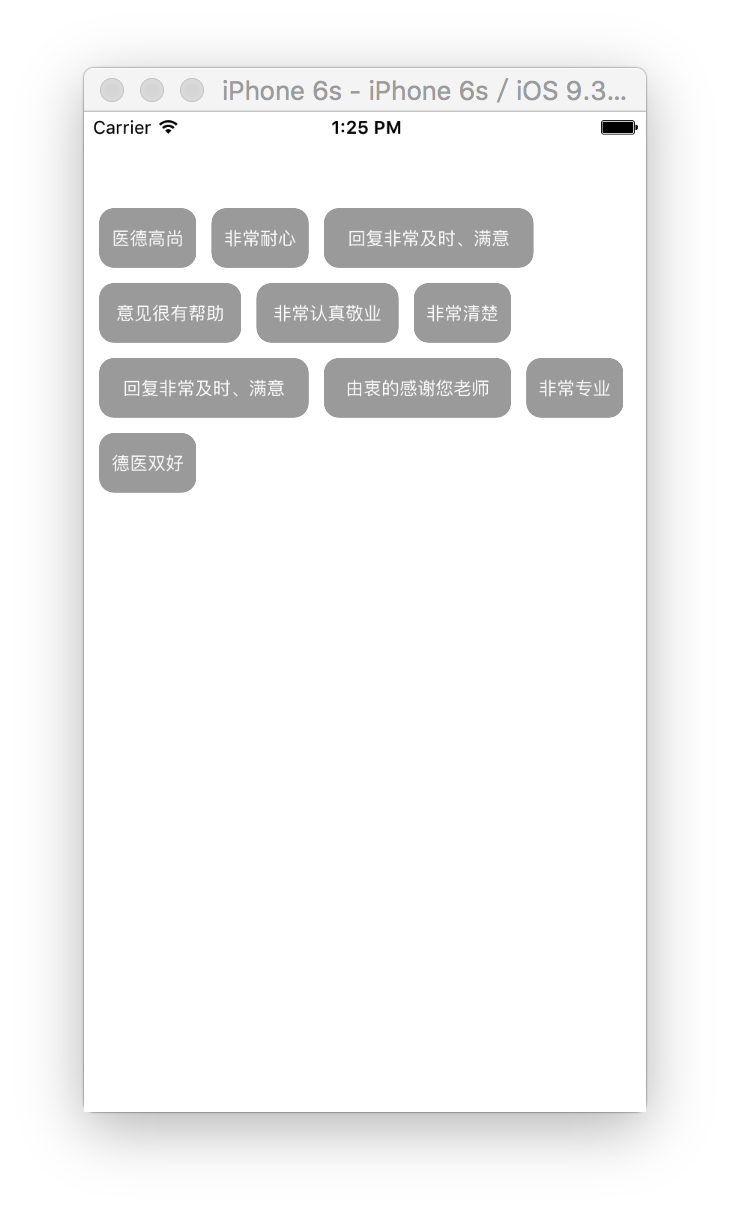 iPhone 6s - iPhone 6s / iOS 9.3...
Carrier 1:25 PM
医德高尚 非常耐心 回复非常及时、满意
意见很有帮助 非常认真敬业 非常清楚
回复非常及时、满意 由衷的感谢您老师 非常专业
德医双好